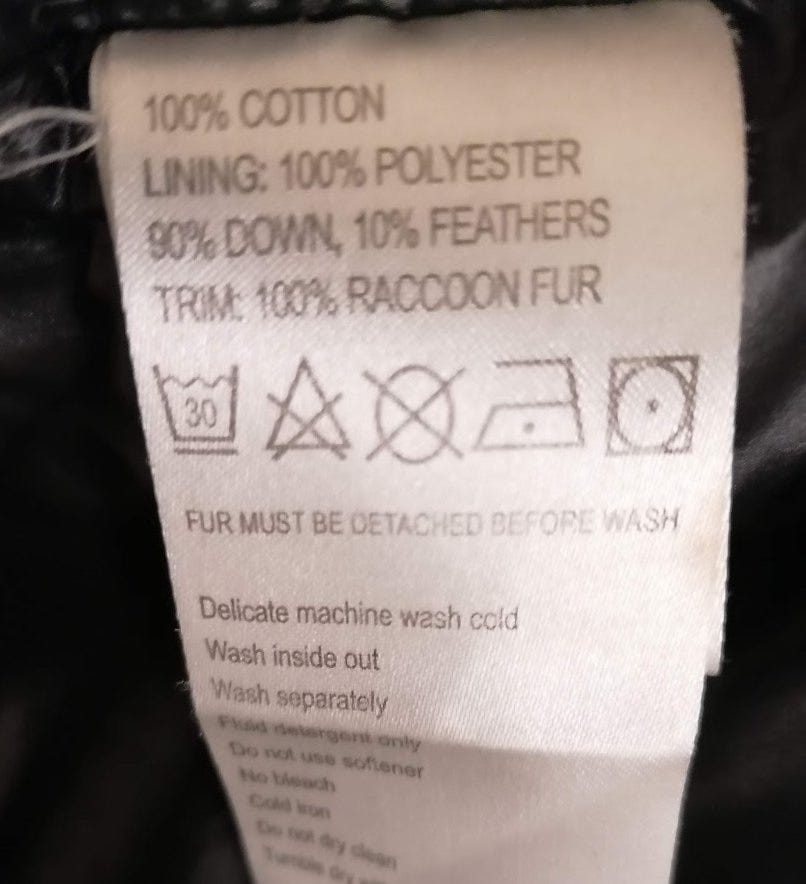 100% COTTON
LINING: 100% POLYESTER
90% DOWN, 10% FEATHERS
TRIM: 100% RACCOON FUR
30
FUR MUST BE DETACHED BEFORE WASH
Delicate machine wash cold
Wash inside out
Wash separately
Fluid detergent only
Do not use softener
No bleach
Cold iron
Do not dry clean
Tumble dry